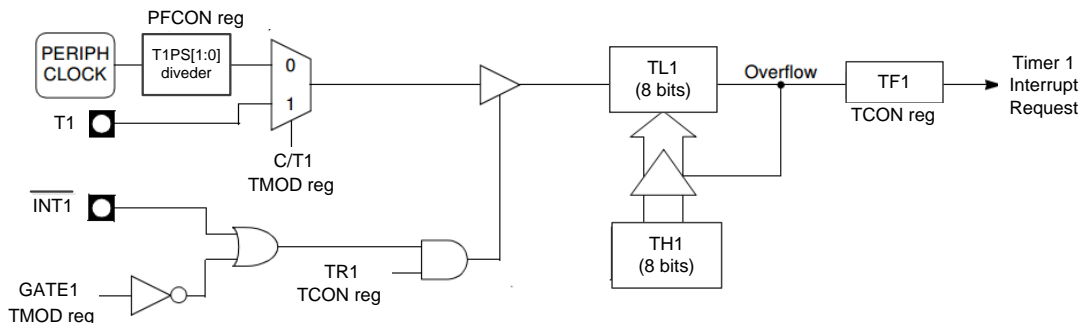 PFCON reg
PERIPH
CLOCK
T1PS[1:0]
diveder
0
1
T1
C/T1
TMOD reg
INT1
GATE1
TMOD reg
TR1
TCON reg
TL1
(8 bits)
Overflow
TF1
TCON reg
Timer 1
Interrupt
Request
TH1
(8 bits)